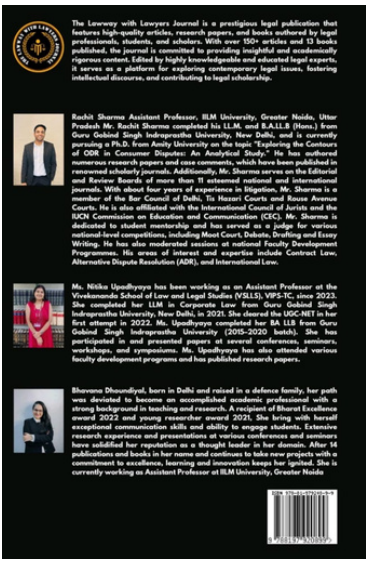 The Lawway with Lawyers Journal is a prestigious legal publication that
features high-quality articles, research papers, and books authored by legal
professionals, students, and scholars. With over 150+ articles and 13 books
published, the journal is committed to providing insightful and academically
rigorous content. Edited by highly knowledgeable and educated legal experts,
it serves as a platform for exploring contemporary legal issues, fostering
intellectual discourse, and contributing to legal scholarship.
Rachit Sharma Assistant Professor, IILM University, Greater Noida, Uttar
Pradesh Mr. Rachit Sharma completed his LL.M. and B.A.LL.B (Hons.) from
Guru Gobind Singh Indraprastha University, New Delhi, and is currently
pursuing a Ph.D. from Amity University on the topic "Exploring the Contours
of ODR in Consumer Disputes: An Analytical Study." He has authored
numerous research papers and case comments, which have been published in
renowned scholarly journals. Additionally, Mr. Sharma serves on the Editorial
and Review Boards of more than 11 esteemed national and international
journals. With about four years of experience in litigation, Mr. Sharma is a
member of the Bar Council of Delhi, Tis Hazari Courts and Rouse Avenue
Courts. He is also affiliated with the International Council of Jurists and the
IUCN Commission on Education and Communication (CEC). Mr. Sharma is
dedicated to student mentorship and has served as a judge for various
national-level competitions, including Moot Court, Debate, Drafting and Essay
Writing. He has also moderated sessions at national Faculty Development
Programmes. His areas of interest and expertise include Contract Law,
Alternative Dispute Resolution (ADR), and International Law.
Ms. Nitika Upadhyaya has been working as an Assistant Professor at the
Vivekananda School of Law and Legal Studies (VSLLS), VIPS-TC, since 2023.
She completed her LLM in Corporate Law from Guru Gobind Singh
Indraprastha University, New Delhi, in 2021. She cleared the UGC-NET in her
first attempt in 2022. Ms. Upadhyaya completed her BA LLB from Guru
Gobind Singh Indraprastha University (2015-2020 batch). She has
participated in and presented papers at several conferences, seminars,
workshops, and symposiums. Ms. Upadhyaya has also attended various
faculty development programs and has published research papers.
Bhavana Dhoundiyal, born in Delhi and raised in a defence family, her path
was deviated to become an accomplished academic professional with a
strong background in teaching and research. A recipient of Bharat Excellence
award 2022 and young researcher award 2021, She bring with herself
exceptional communication skills and ability to engage students. Extensive
research experience and presentations at various conferences and seminars
have solidified her reputation as a thought leader in her domain. After 14
publications and books in her name and continues to take new projects with a
commitment to excellence, learning and innovation keeps her ignited. She is
currently working as Assistant Professor at IILM University, Greater Noida